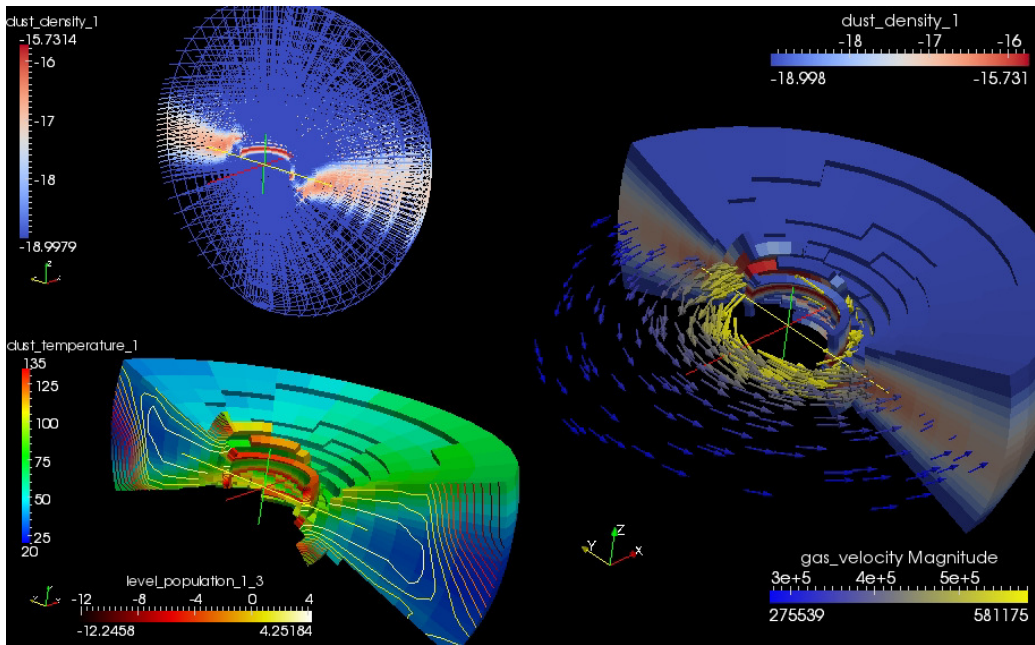 dust_density_1
-15.7314
-16
-17
-18
-18.9979
z
dust_density_1
-18 -17 -16
-18.998 -15.731
dust_temperature_1
135
125
100
75
50
25
20
level_population_1_3
-12 -8 -4 0 4
-12.2458 4.25184
Z
Y
X
gas_velocity Magnitude
3e+5 4e+5 5e+5
275539 581175